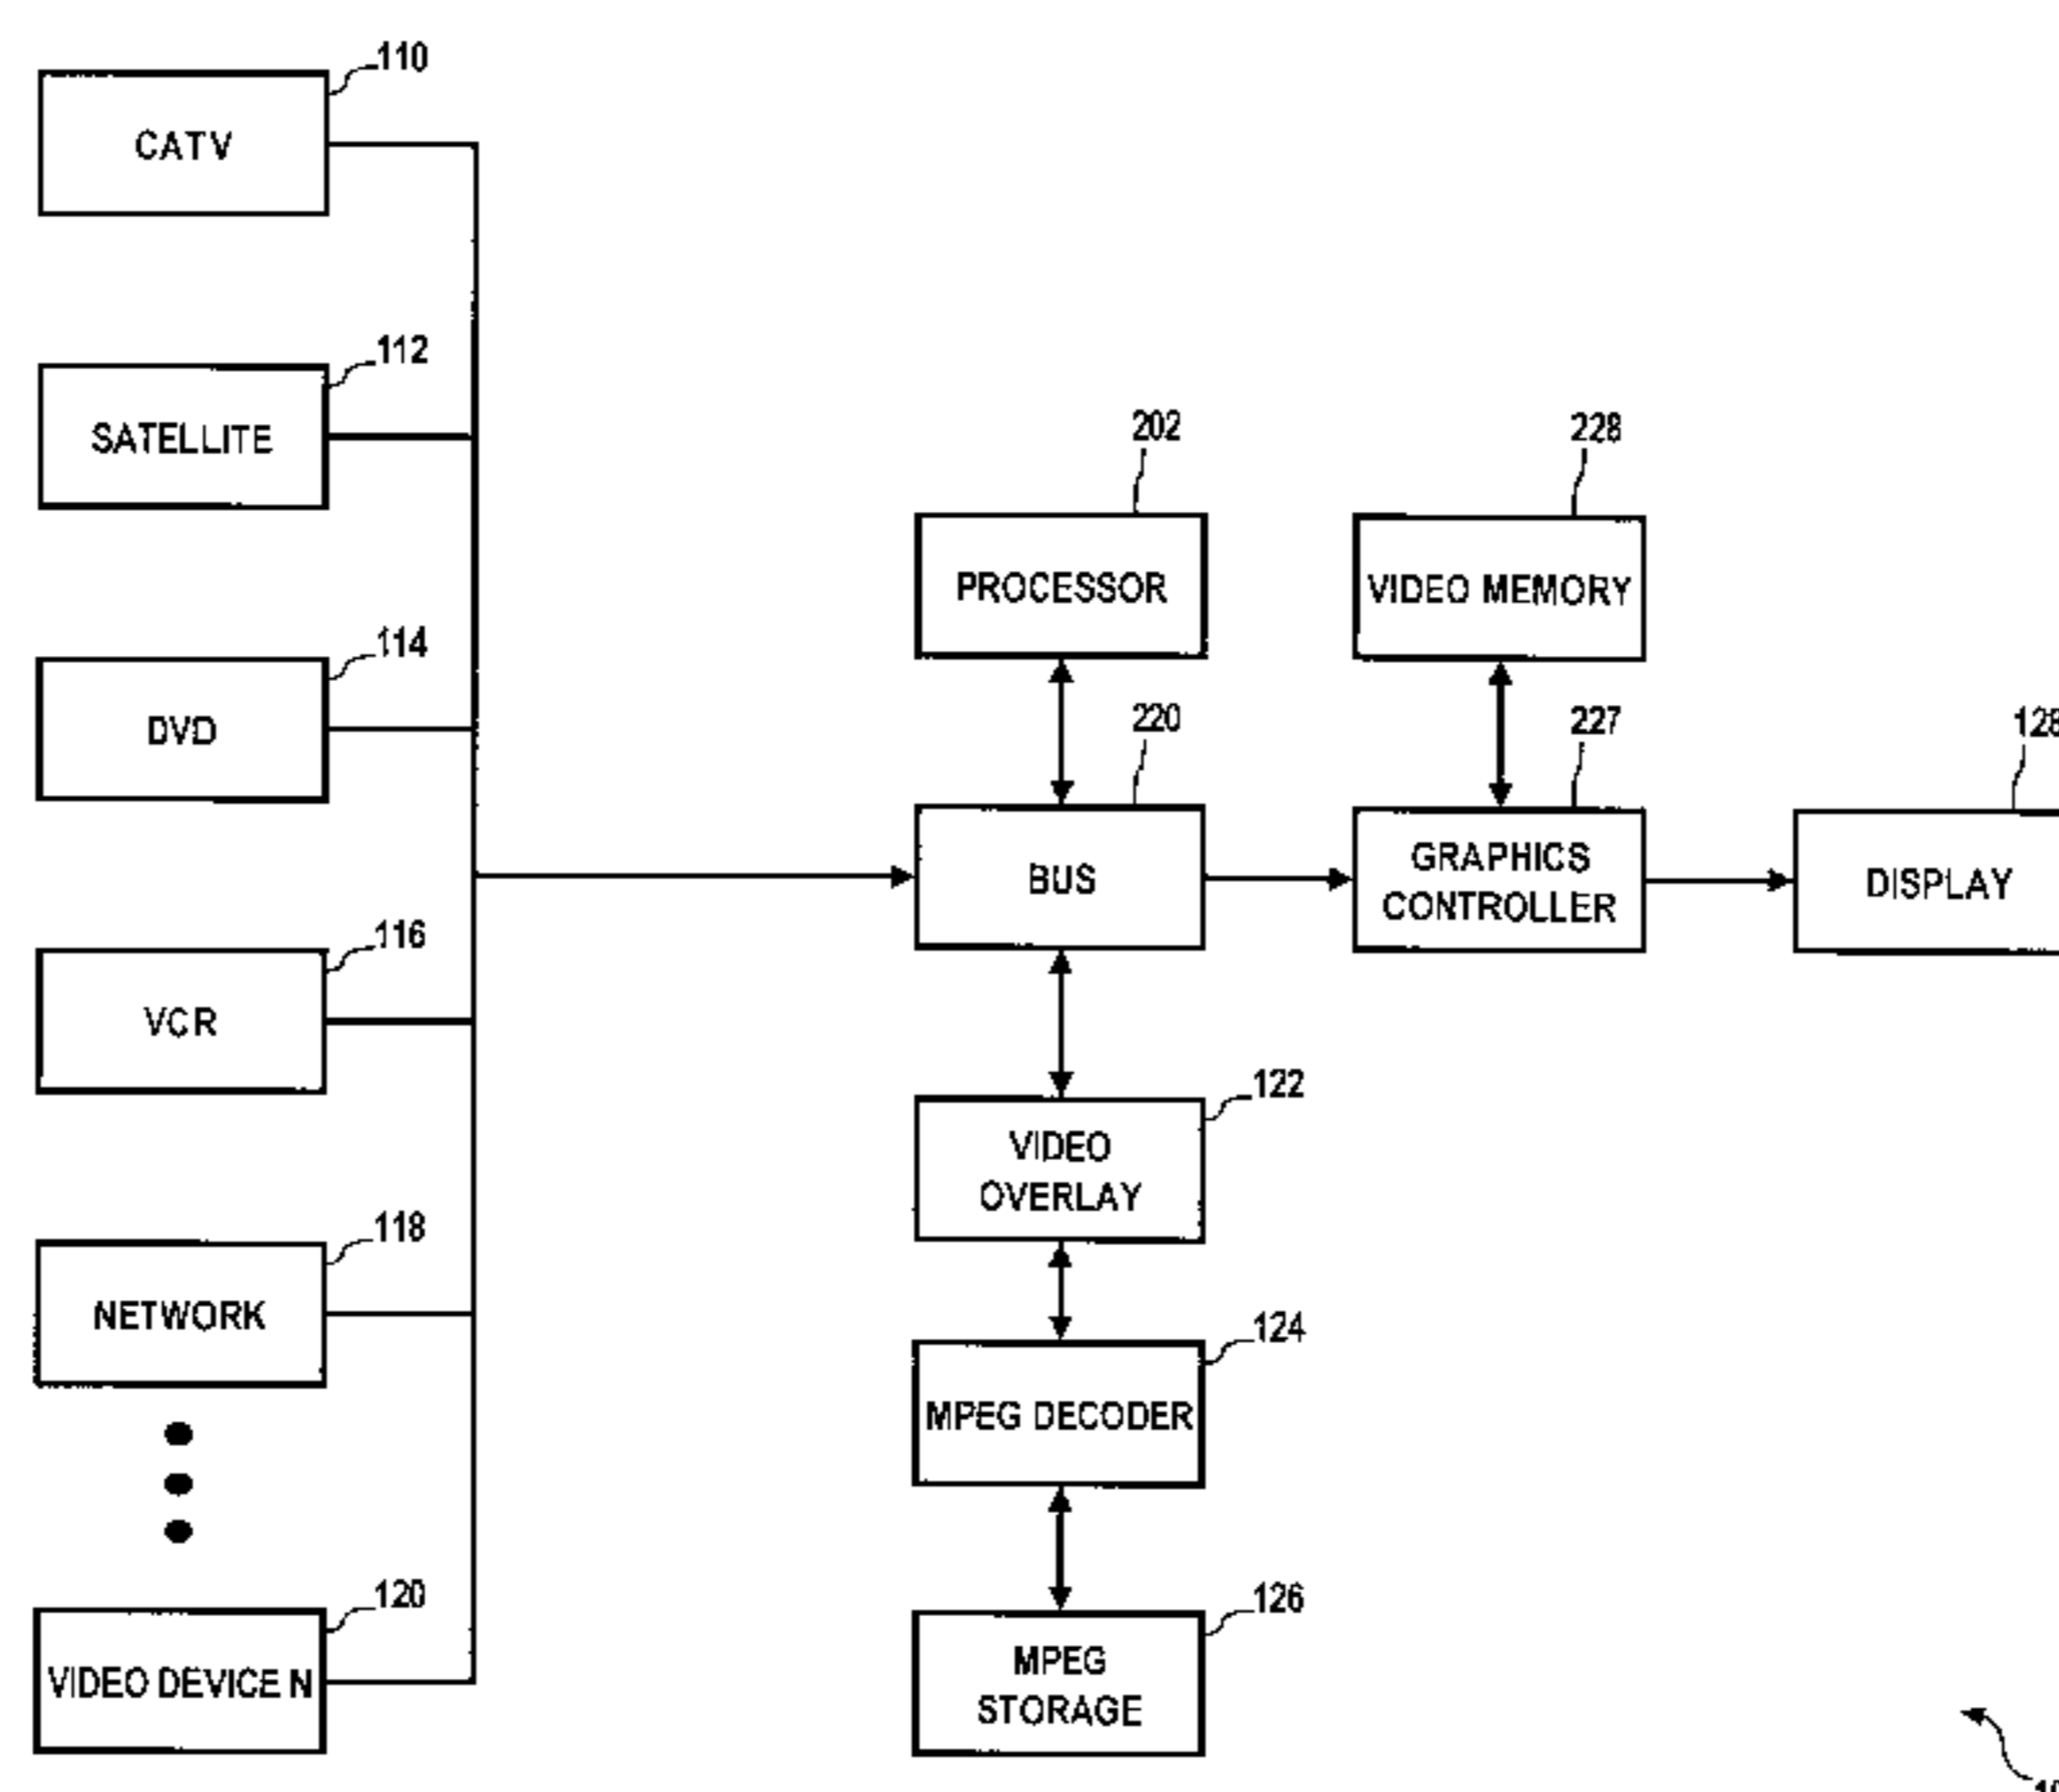 110
CATV
112
SATELLITE
114
DVD
116
VCR
118
NETWORK
120
VIDEO DEVICE N
202
PROCESSOR
228
VIDEO MEMORY
220
BUS
227
GRAPHICS
CONTROLLER
128
DISPLAY
122
VIDEO
OVERLAY
124
MPEG DECODER
126
MPEG
STORAGE